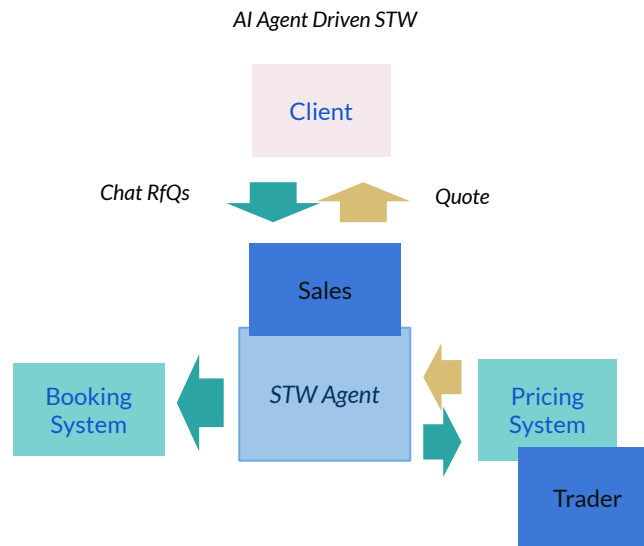 AI Agent Driven STW
Client
Chat RfQs
Quote
Sales
STW Agent
Booking
System
Pricing
System
Trader